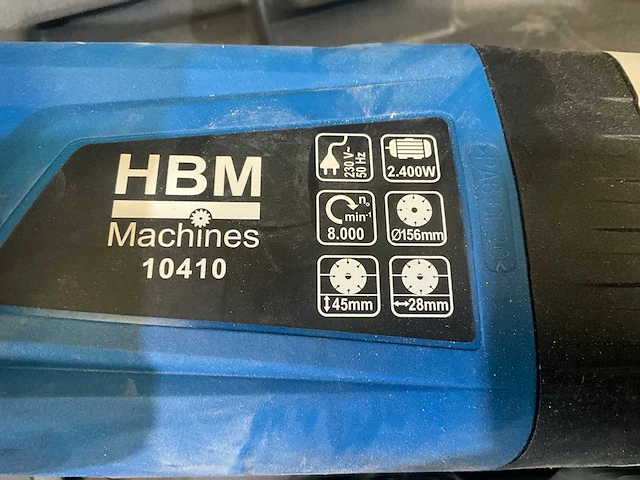 HBM
Machines
10410
230 V~
50 Hz
2.400W
n₀
min-¹
8.000
Ø156mm
45mm
28mm